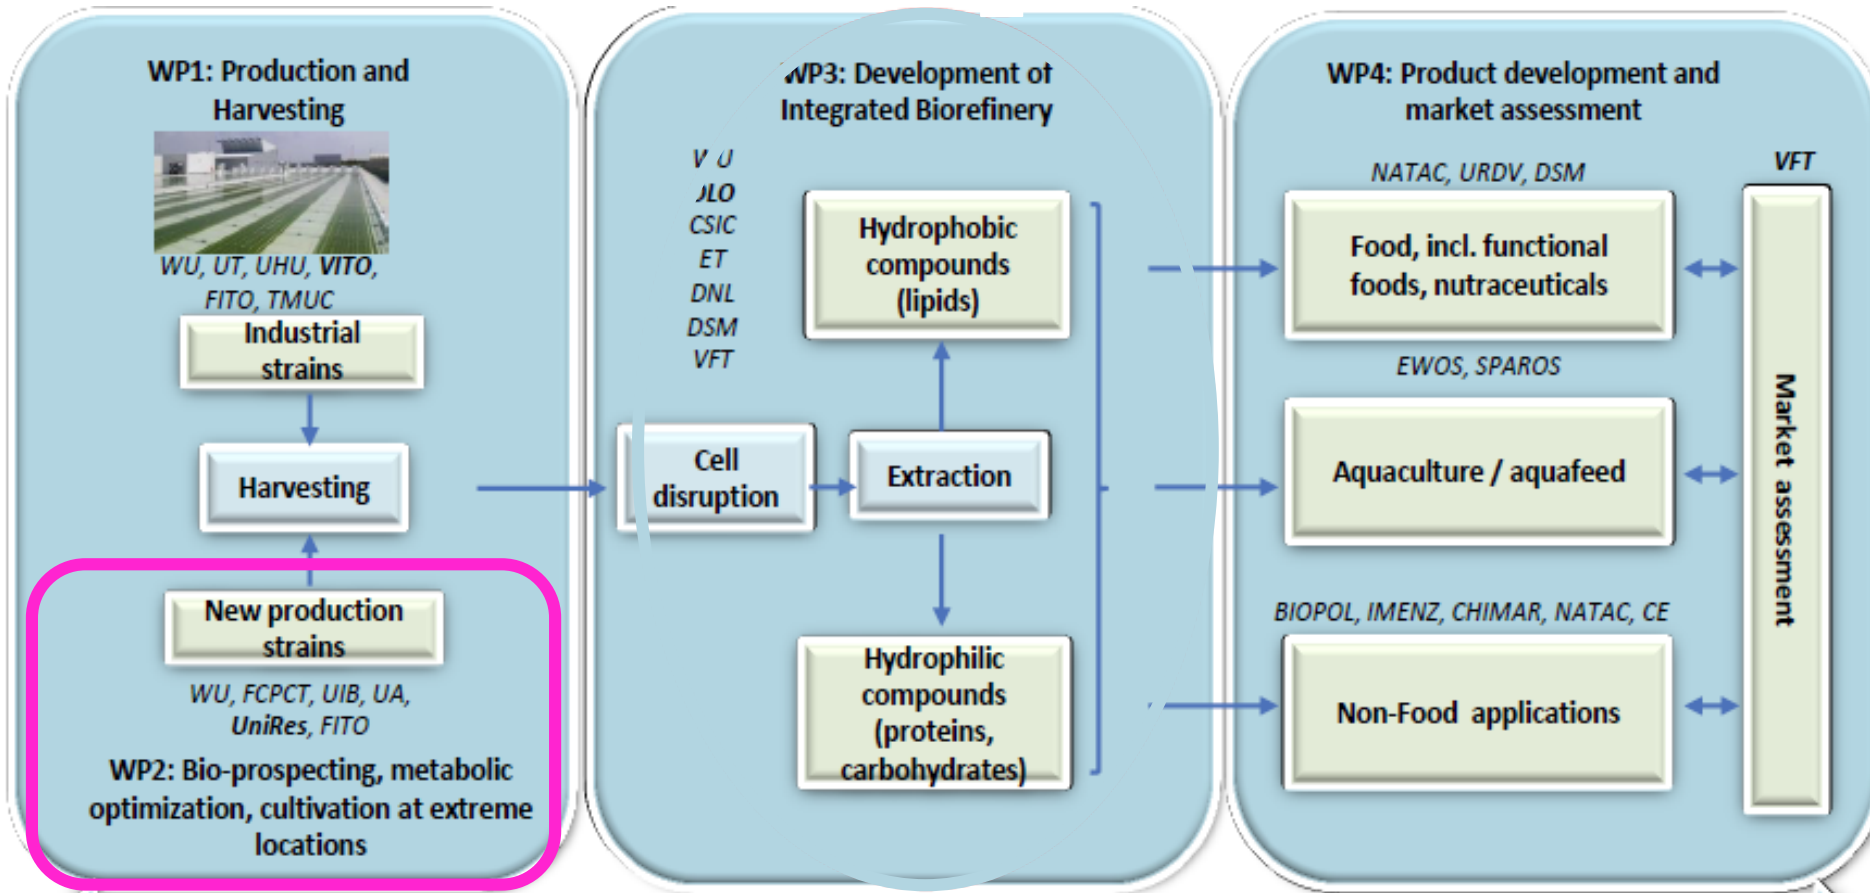 WP1: Production and
Harvesting
WU, UT, UHU, VITO,
FITO, TMUC
Industrial
strains
Harvesting
New production
strains
WU, FCPCT, UIB, UA,
UniRes, FITO
WP2: Bio-prospecting, metabolic
optimization, cultivation at extreme
locations
WP3: Development of
Integrated Biorefinery
CSIC
ET
DNL
DSM
VFT
Hydrophobic
compounds
(lipids)
Cell
disruption
Extraction
Hydrophilic
compounds
(proteins,
carbohydrates)
WP4: Product development and
market assessment
NATAC, URDV, DSM
VFT
Food, incl. functional
foods, nutraceuticals
EWOS, SPAROS
Aquaculture / aquafeed
BIOPOL, IMENZ, CHIMAR, NATAC, CE
Non-Food applications
Market assessment